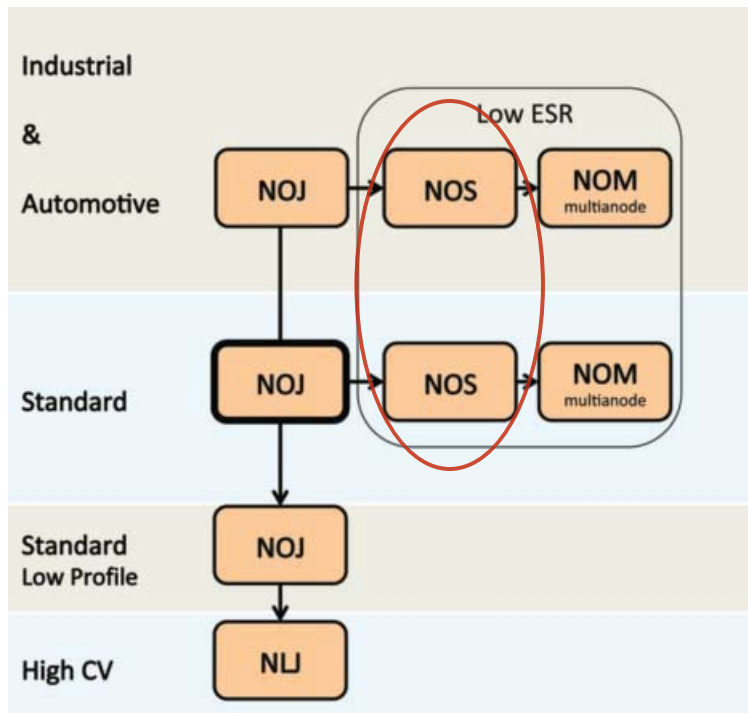 Industrial
&
Automotive
Low ESR
NOJ
NOS
NOM
multianode
Standard
NOJ
NOS
NOM
multianode
Standard
Low Profile
NOJ
High CV
NLJ